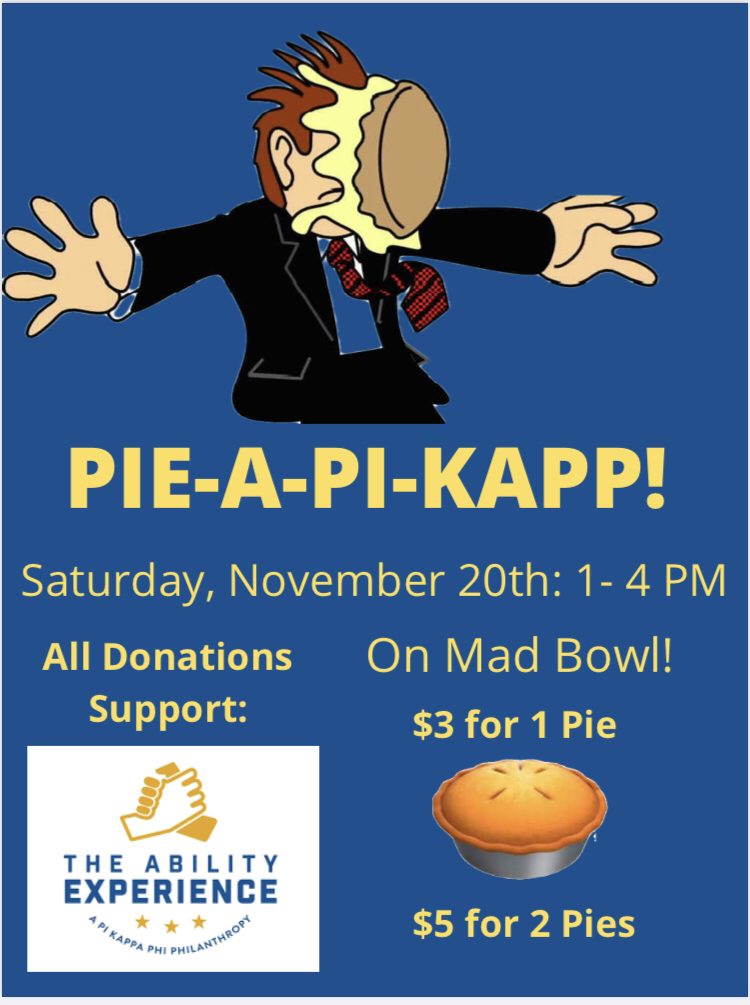 PIE-A-PI-KAPP!
Saturday, November 20th: 1- 4 PM
All Donations
Support:
THE ABILITY
EXPERIENCE
A PI KAPPA PHI PHILANTHROPY
On Mad Bowl!
$3 for 1 Pie
$5 for 2 Pies